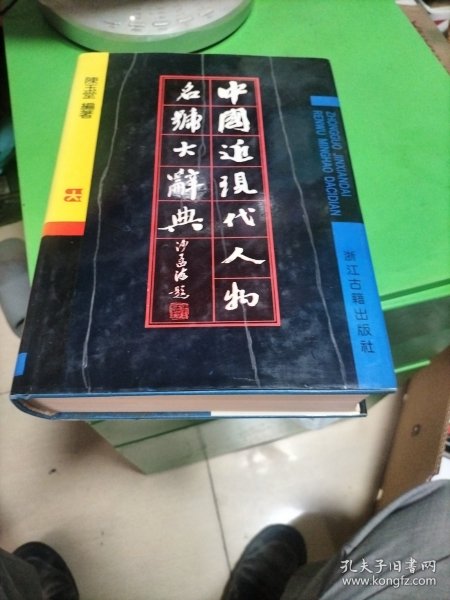 中國近現代人物
名號大辭典
沙孟海題
陳玉堂 編著
ZHONGGUO JINXIANDAI
RENWU MINGHAO DACIDIAN
浙江古籍出版社
孔夫子旧书网
www.kongfz.com